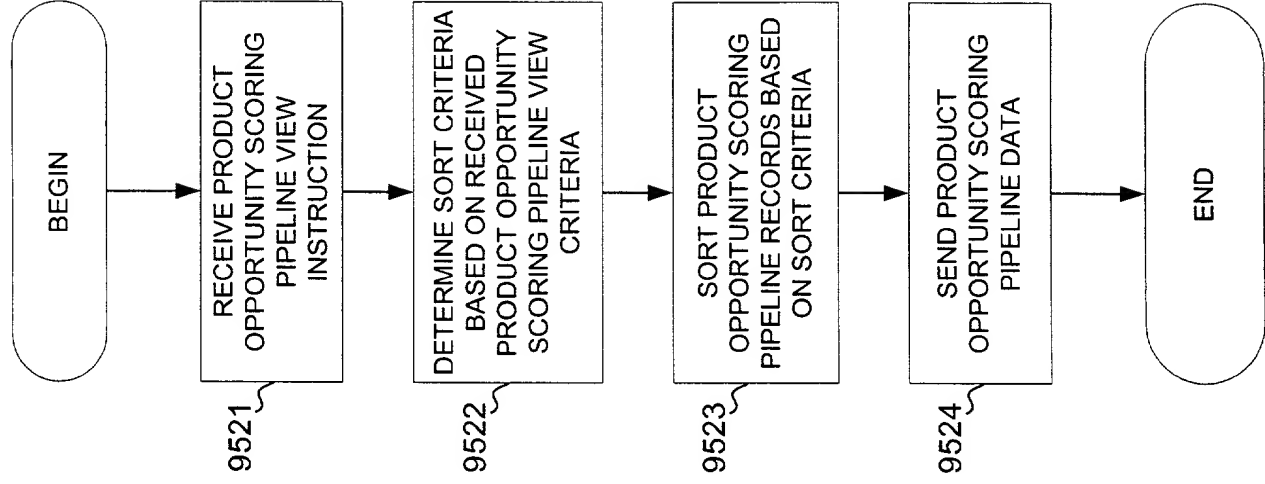 BEGIN
RECEIVE PRODUCT
OPPORTUNITY SCORING
PIPELINE VIEW
INSTRUCTION
9521
DETERMINE SORT CRITERIA
BASED ON RECEIVED
PRODUCT OPPORTUNITY
SCORING PIPELINE VIEW
CRITERIA
9522
SORT PRODUCT
OPPORTUNITY SCORING
PIPELINE RECORDS BASED
ON SORT CRITERIA
9523
SEND PRODUCT
OPPORTUNITY SCORING
PIPELINE DATA
9524
END